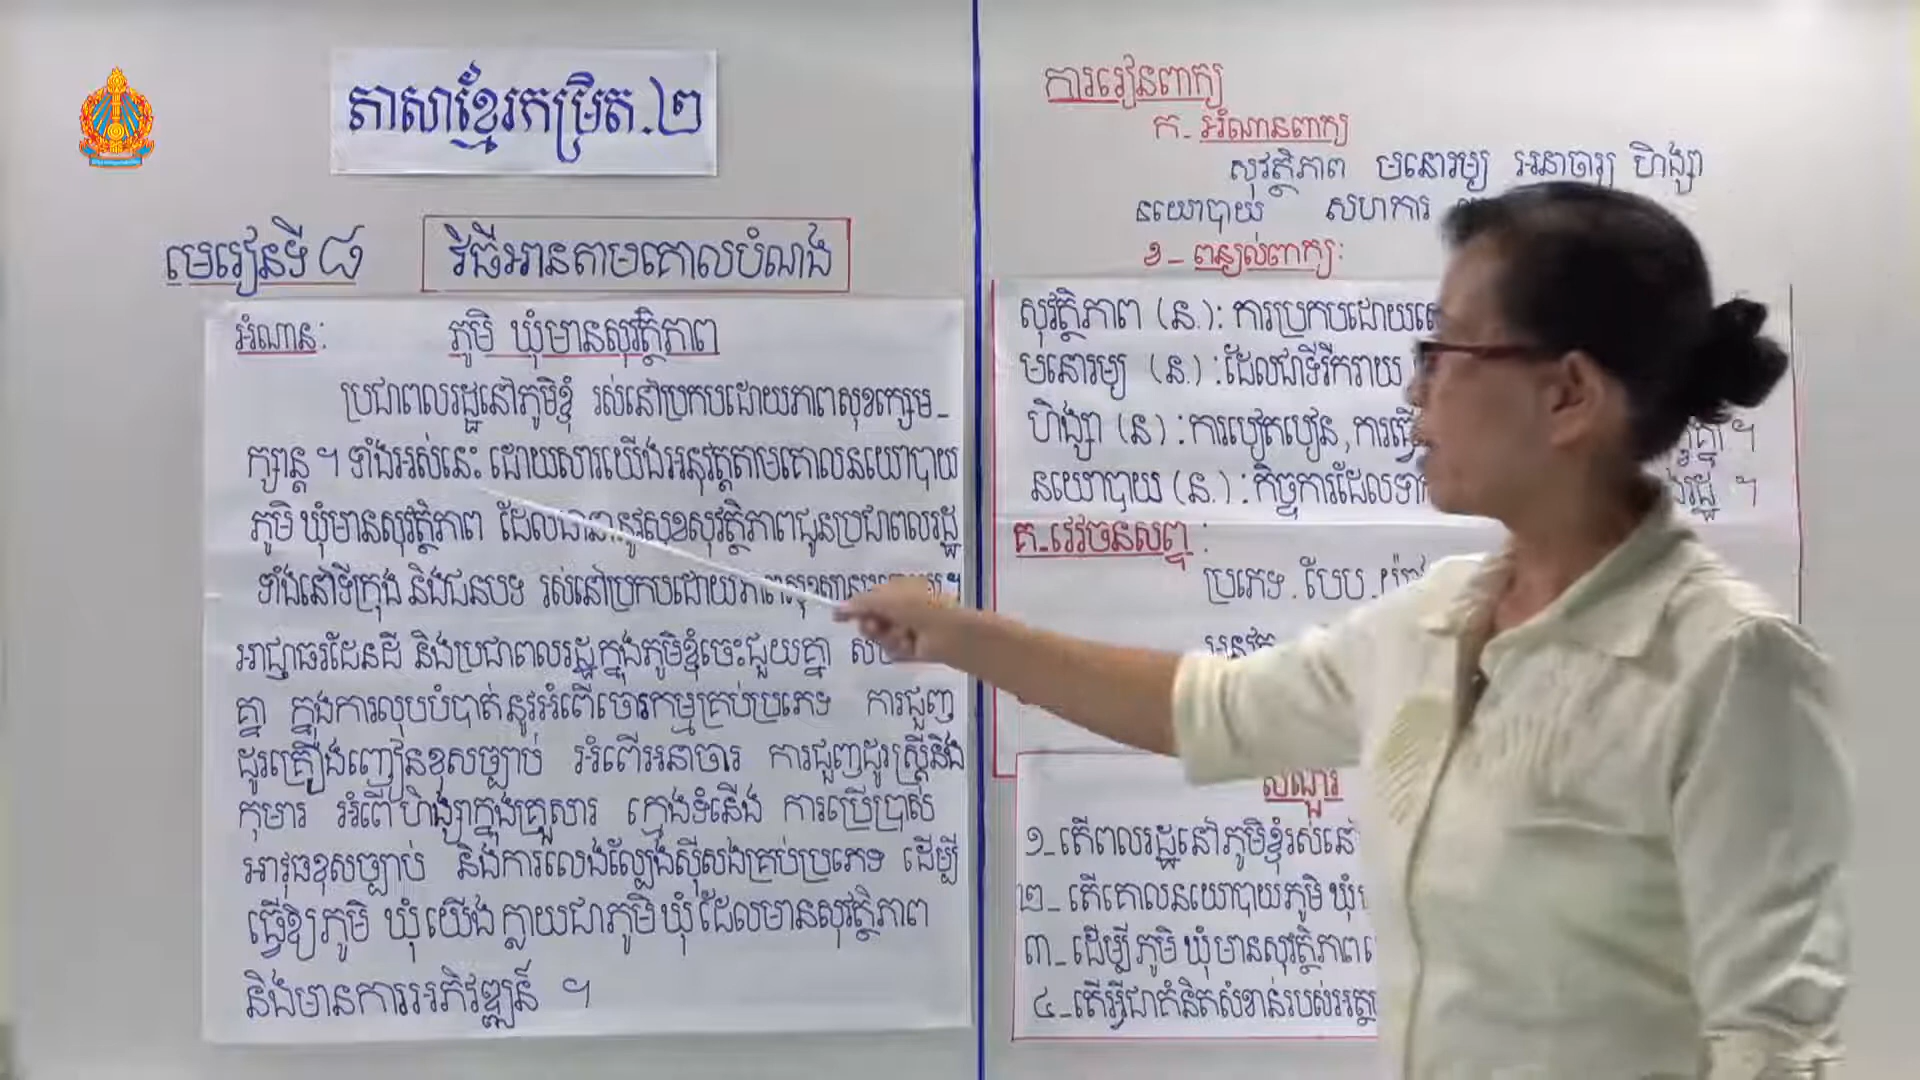 ភាសាខ្មែរកម្រិត.២
មេរៀនទី ៨
វិធីអានតាមគោលបំណង
អំណាន:
ភូមិ ឃុំមានសុវត្ថិភាព
ប្រជាពលរដ្ឋនៅភូមិខ្ញុំ រស់នៅប្រកបដោយភាពសុខក្សេម-
ក្សាន្ត ។ ទាំងអស់នេះ ដោយសារយើងអនុវត្តតាមគោលនយោបាយ
ភូមិ ឃុំមានសុវត្ថិភាព ដែលធានានូវសុខសុវត្ថិភាពជូនប្រជាពលរដ្ឋ
ទាំងនៅទីក្រុង និងជនបទ រស់នៅប្រកបដោយភាពសុខសាន្ត
អាជ្ញាធរដែនដី និងប្រជាពលរដ្ឋក្នុងភូមិខ្ញុំចេះជួយគ្នា
គ្នា ក្នុងការលុបបំបាត់នូវអំពើចោរកម្មគ្រប់ប្រភេទ ការជួញ
ដូរគ្រឿងញៀនខុសច្បាប់ អំពើអនាចារ ការជួញដូរស្ត្រីនិង
កុមារ អំពើហិង្សាក្នុងគ្រួសារ ក្មេងទំនើង ការប្រើប្រាស់
អាវុធខុសច្បាប់ និងការលេងល្បែងស៊ីសងគ្រប់ប្រភេទ ដើម្បី
ធ្វើឱ្យភូមិ ឃុំ យើង ក្លាយជាភូមិ ឃុំ ដែលមានសុវត្ថិភាព
និងមានការអភិវឌ្ឍន៍ ។
ការរៀនពាក្យ
ក- អំណានពាក្យ
សុវត្ថិភាព មនោរម្យ អនាចារ្យ ហិង្សា
នយោបាយ សហការ
ខ- ពន្យល់ពាក្យ:
សុវត្ថិភាព (ន.): ការប្រកបដោយ
មនោរម្យ (ន.) : ដែលជាទីរីករាយ
ហិង្សា (ន) : ការបៀតបៀន, ការធ្វើ
នយោបាយ (ន.) : កិច្ចការដែលទាក់ ។
គ-វេវចនសព្ទ :
ប្រភេទ . បែប .
អនុវត្ត
សំណួរ
១- តើពលរដ្ឋនៅភូមិខ្ញុំរស់នៅ
២- តើគោលនយោបាយភូមិ ឃុំ
៣- ដើម្បី ភូមិ ឃុំ មានសុវត្ថិភាព
៤-តើអ្វីជាគំនិតសំខាន់របស់អត្ថ